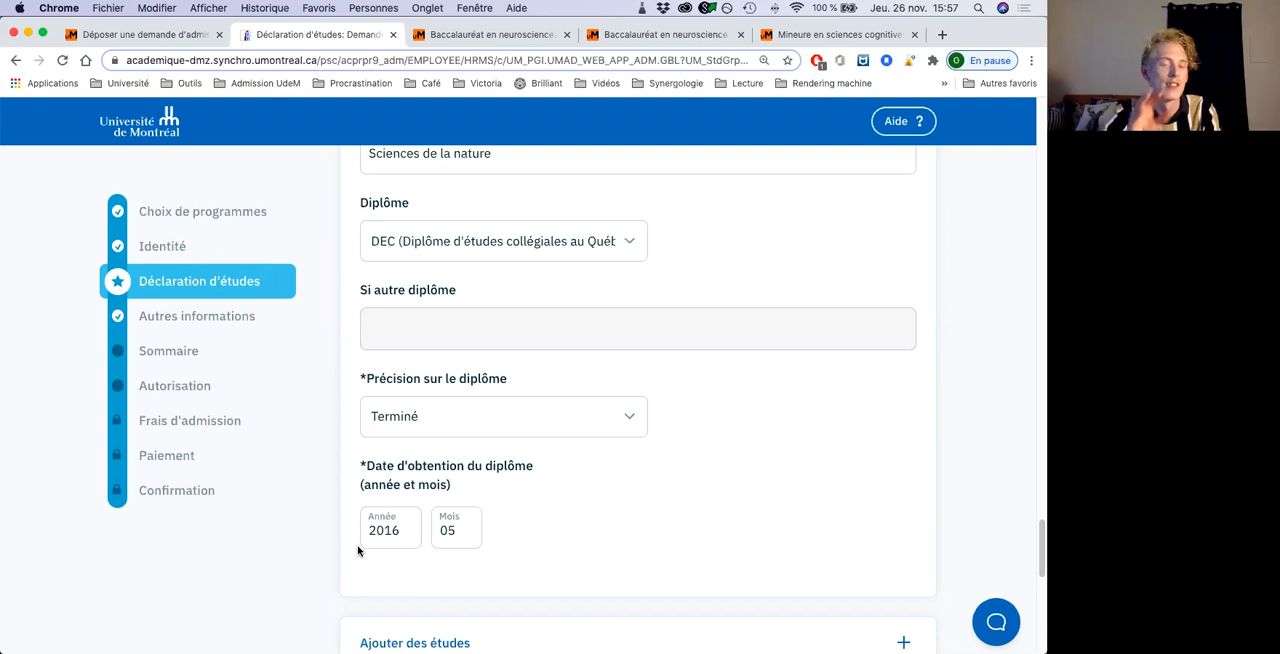 Chrome Fichier Modifier Afficher Historique Favoris Personnes Onglet Fenêtre Aide 100 % Jeu. 26 nov. 15:57
Déposer une demande d'admis Déclaration d'études: Demand Baccalauréat en neuroscience Baccalauréat en neuroscience Mineure en sciences cognitive
academique-dmz.synchro.umontreal.ca/psc/acprpr9_adm/EMPLOYEE/HRMS/c/UM_PGI.UMAD_WEB_APP_ADM.GBL?UM_StdGrp... 1 O En pause
Applications Université Outils Admission UdeM Procrastination Café Victoria Brilliant Vidéos Synergologie Lecture Rendering machine » Autres favoris
Université de Montréal
Aide ?
Choix de programmes
Identité
Déclaration d'études
Autres informations
Sommaire
Autorisation
Frais d'admission
Paiement
Confirmation
Sciences de la nature
Diplôme
DEC (Diplôme d'études collégiales au Québ
Si autre diplôme
*Précision sur le diplôme
Terminé
*Date d'obtention du diplôme
(année et mois)
Année Mois
2016 05
Ajouter des études +